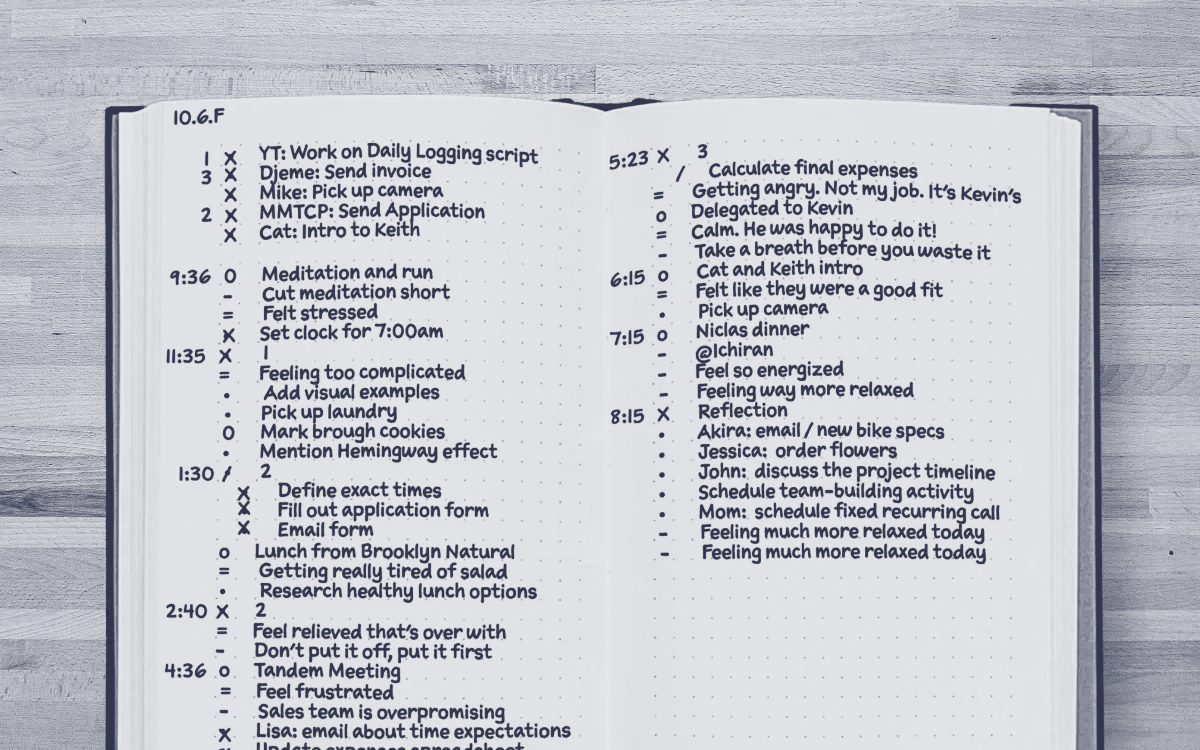 10.6.F
1 X YT: Work on Daily Logging script
3 X Djeme: Send invoice
X Mike: Pick up camera
2 X MMTCP: Send Application
X Cat: Intro to Keith
9:36 O Meditation and run
– Cut meditation short
= Felt stressed
X Set clock for 7:00am
11:35 X 1
= Feeling too complicated
• Add visual examples
• Pick up laundry
O Mark brough cookies
• Mention Hemingway effect
1:30 / 2
X Define exact times
X Fill out application form
X Email form
o Lunch from Brooklyn Natural
= Getting really tired of salad
• Research healthy lunch options
2:40 X 2
= Feel relieved that's over with
– Don't put it off, put it first
4:36 o Tandem Meeting
= Feel frustrated
– Sales team is overpromising
x Lisa: email about time expectations
Update expenses spreadsheet
5:23 X 3
/ Calculate final expenses
= Getting angry. Not my job. It's Kevin's
o Delegated to Kevin
= Calm. He was happy to do it!
– Take a breath before you waste it
6:15 o Cat and Keith intro
= Felt like they were a good fit
• Pick up camera
7:15 o Niclas dinner
– @Ichiran
– Feel so energized
– Feeling way more relaxed
8:15 X Reflection
• Akira: email / new bike specs
• Jessica: order flowers
• John: discuss the project timeline
• Schedule team-building activity
• Mom: schedule fixed recurring call
– Feeling much more relaxed today
– Feeling much more relaxed today